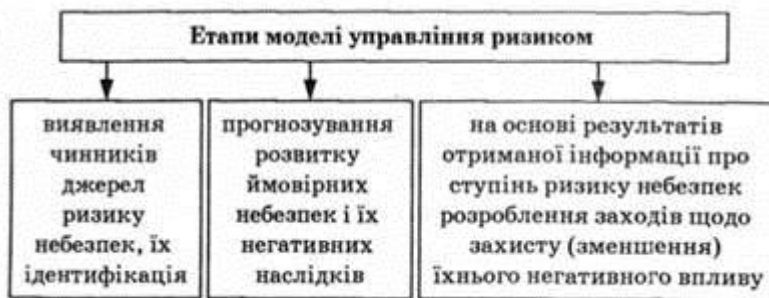 Етапи моделі управління ризиком
виявлення
чинників
джерел
ризику
небезпек, їх
ідентифікація
прогнозування
розвитку
ймовірних
небезпек і їх
негативних
наслідків
на основі результатів
отриманої інформації про
ступінь ризику небезпек
розроблення заходів щодо
захисту (зменшення)
їхнього негативного впливу